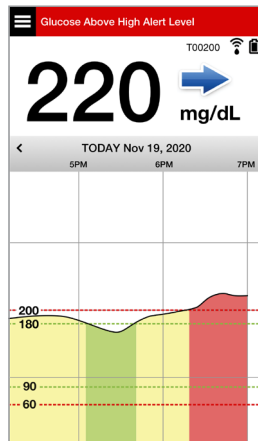 Glucose Above High Alert Level
T00200
220
mg/dL
TODAY Nov 19, 2020
5PM 6PM 7PM
200
180
90
60